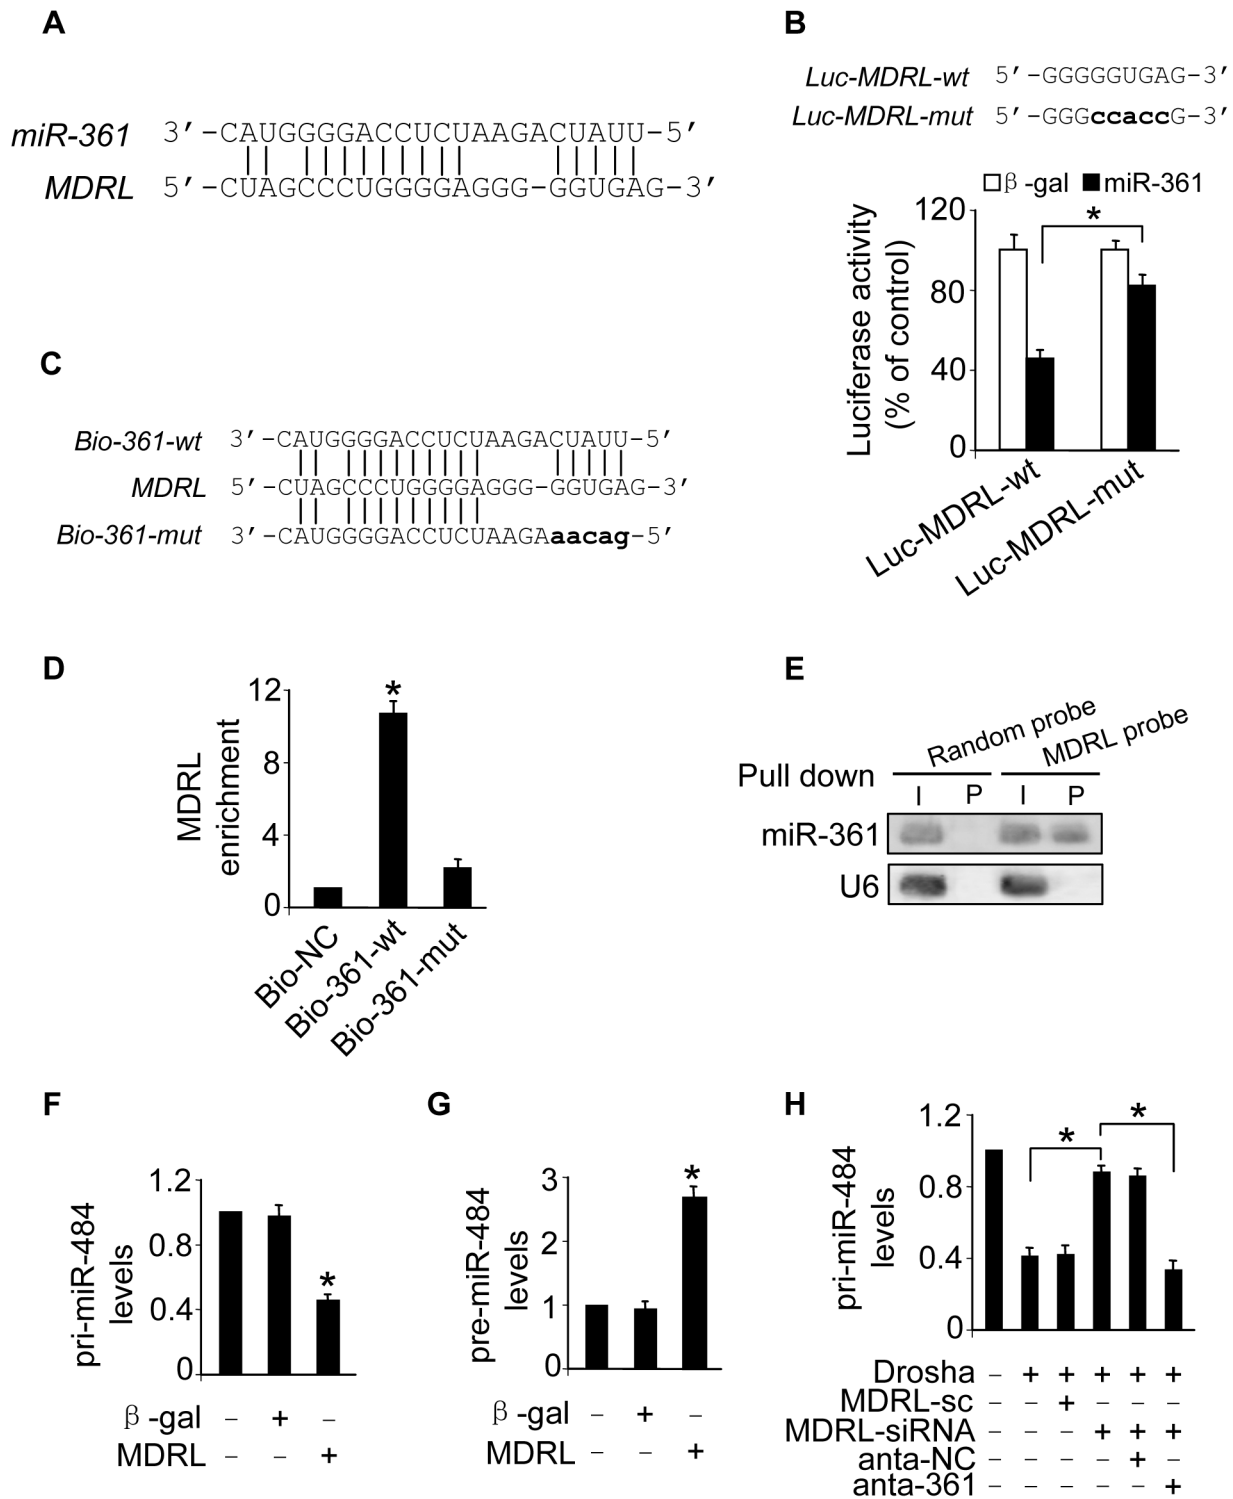 A
miR-361 3′-CAUGGGGACCUCUAAGACUAUU-5′
MDRL 5′-CUAGCCCUGGGGAGGG-GGUGAG-3′
B
Luc-MDRL-wt 5′-GGGGGUGAG-3′
Luc-MDRL-mut 5′-GGGccaccG-3′
β-gal miR-361
Luciferase activity
(% of control)
120
80
40
0
*
Luc-MDRL-wt
Luc-MDRL-mut
C
Bio-361-wt 3′-CAUGGGGACCUCUAAGACUAUU-5′
MDRL 5′-CUAGCCCUGGGGAGGG-GGUGAG-3′
Bio-361-mut 3′-CAUGGGGACCUCUAAGAaacag-5′
D
MDRL
enrichment
12
8
4
0
*
Bio-NC
Bio-361-wt
Bio-361-mut
E
Random probe
MDRL probe
Pull down
I P I P
miR-361
U6
F
pri-miR-484
levels
1.2
0.8
0.4
0
*
β-gal − + −
MDRL − − +
G
pre-miR-484
levels
3
2
1
0
*
β-gal − + −
MDRL − − +
H
pri-miR-484
levels
1.2
0.8
0.4
0
* *
Drosha − + + + + +
MDRL-sc − − + − − −
MDRL-siRNA − − − + + +
anta-NC − − − − + −
anta-361 − − − − − +